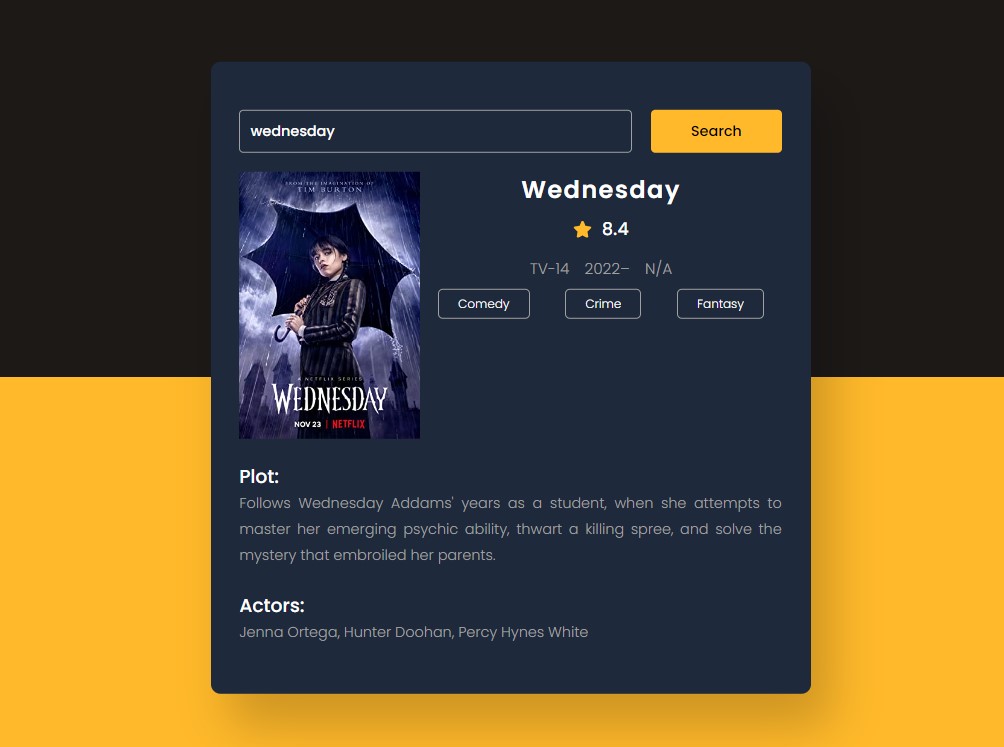 wednesday
Search
FROM THE IMAGINATION OF
TIM BURTON
A NETFLIX SERIES
WEDNESDAY
NOV 23 | NETFLIX
Wednesday
8.4
TV-14 2022– N/A
Comedy Crime Fantasy
Plot:
Follows Wednesday Addams' years as a student, when she attempts to
master her emerging psychic ability, thwart a killing spree, and solve the
mystery that embroiled her parents.
Actors:
Jenna Ortega, Hunter Doohan, Percy Hynes White